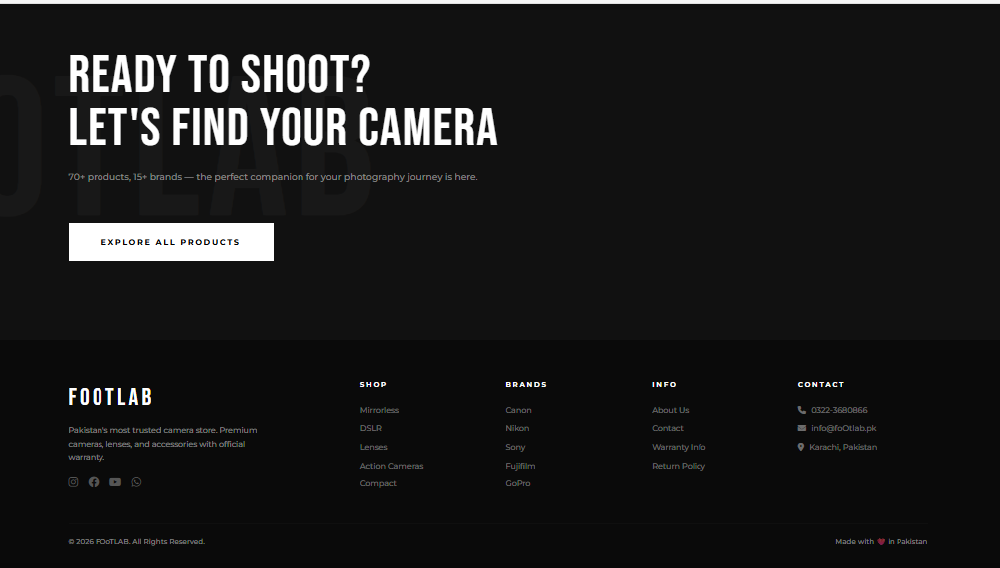 READY TO SHOOT?
LET'S FIND YOUR CAMERA
OTLAB
70+ products, 15+ brands — the perfect companion for your photography journey is here.
EXPLORE ALL PRODUCTS
FOOTLAB
Pakistan's most trusted camera store. Premium
cameras, lenses, and accessories with official
warranty.
SHOP
Mirrorless
DSLR
Lenses
Action Cameras
Compact
BRANDS
Canon
Nikon
Sony
Fujifilm
GoPro
INFO
About Us
Contact
Warranty Info
Return Policy
CONTACT
0322-3680866
info@foOtlab.pk
Karachi, Pakistan
© 2026 FOoTLAB. All Rights Reserved.
Made with ❤ in Pakistan